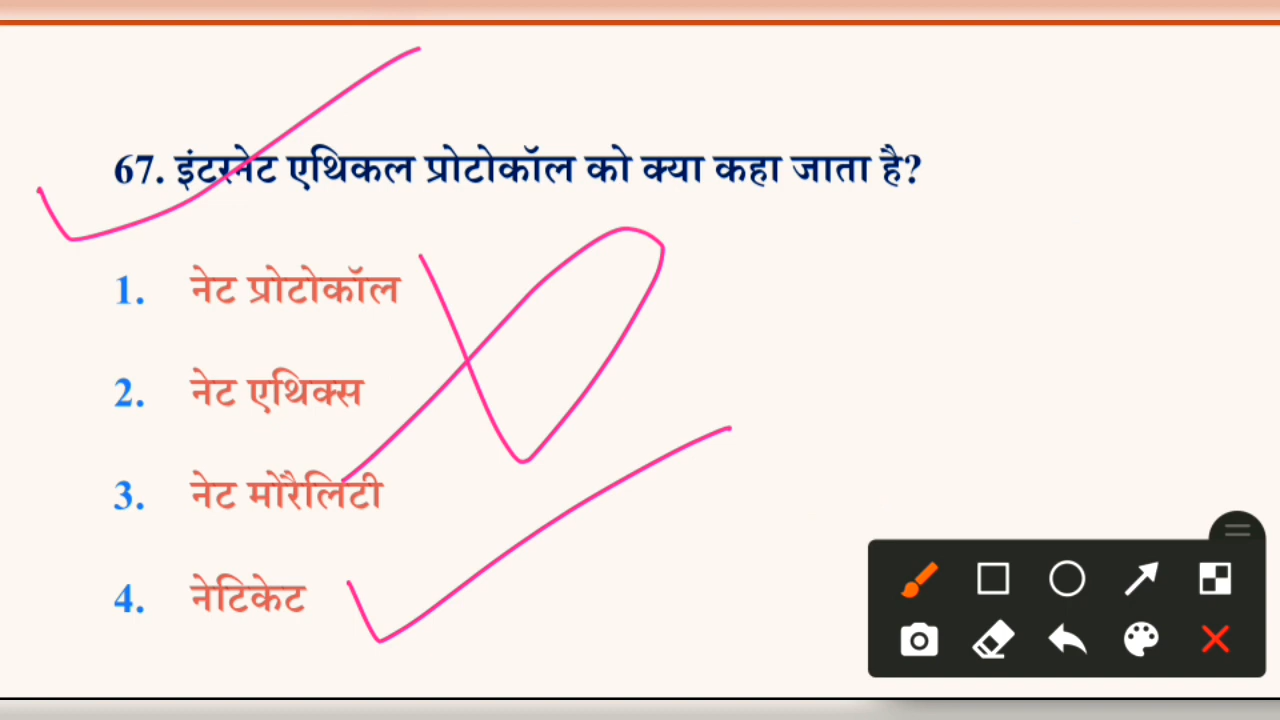 67. इंटरनेट एथिकल प्रोटोकॉल को क्या कहा जाता है?
1. नेट प्रोटोकॉल
2. नेट एथिक्स
3. नेट मोरैलिटी
4. नेटिकेट